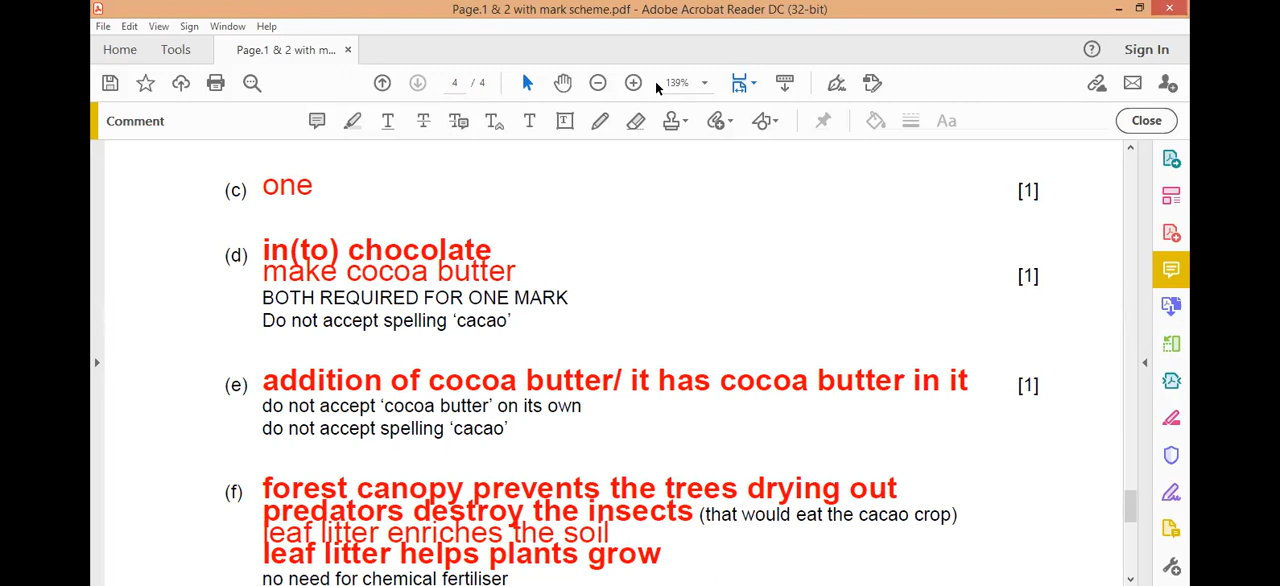 Page.1 & 2 with mark scheme.pdf - Adobe Acrobat Reader DC (32-bit)
File Edit View Sign Window Help
Home Tools Page.1 & 2 with m... × Sign In
4 / 4 139%
Comment Aa Close
(c) one [1]
(d) in(to) chocolate
make cocoa butter [1]
BOTH REQUIRED FOR ONE MARK
Do not accept spelling ‘cacao’
(e) addition of cocoa butter/ it has cocoa butter in it [1]
do not accept ‘cocoa butter’ on its own
do not accept spelling ‘cacao’
(f) forest canopy prevents the trees drying out
predators destroy the insects (that would eat the cacao crop)
leaf litter enriches the soil
leaf litter helps plants grow
no need for chemical fertiliser